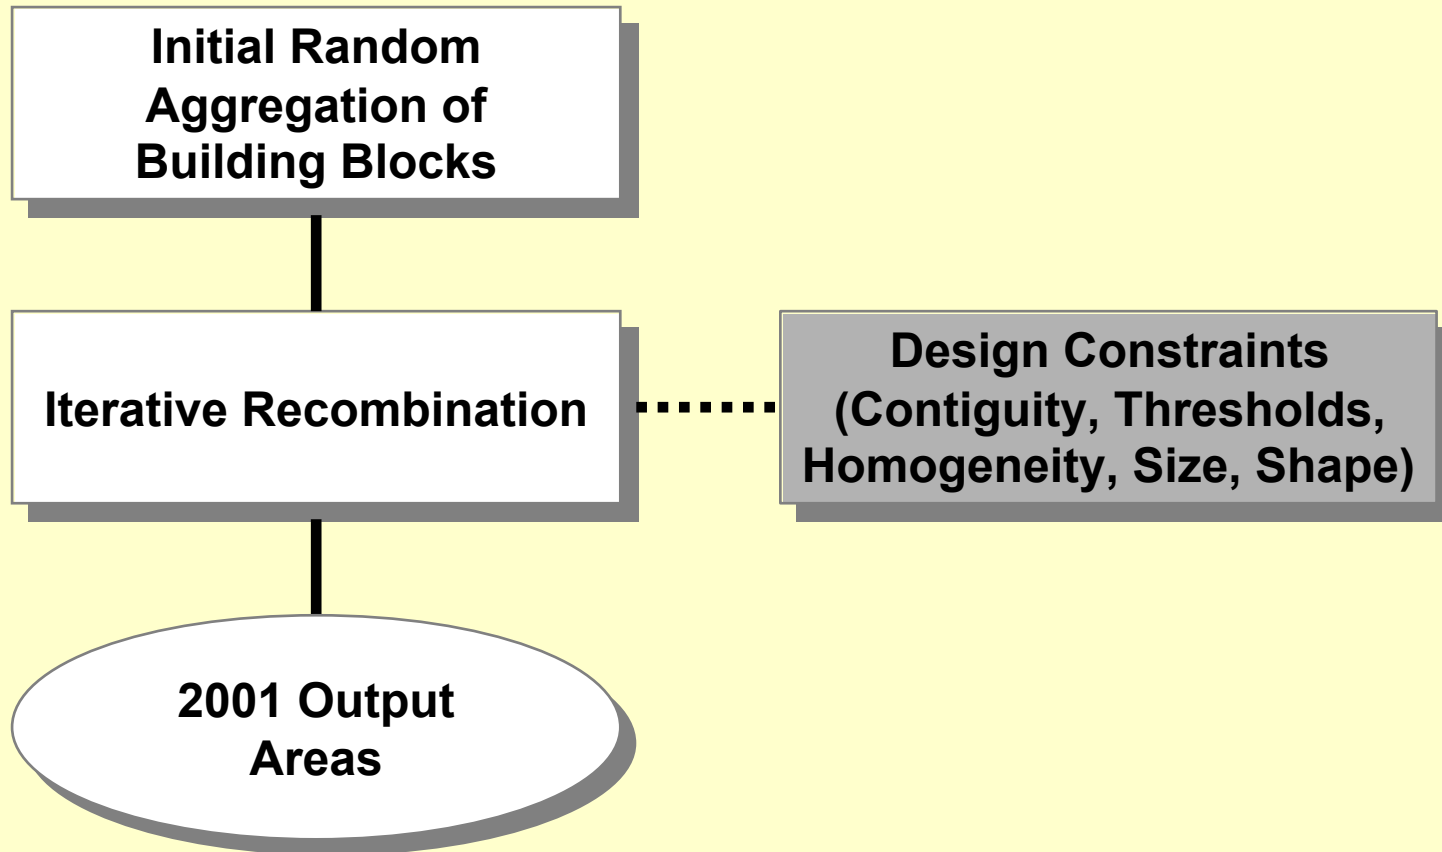 Initial Random
Aggregation of
Building Blocks
Iterative Recombination
Design Constraints
(Contiguity, Thresholds,
Homogeneity, Size, Shape)
2001 Output
Areas